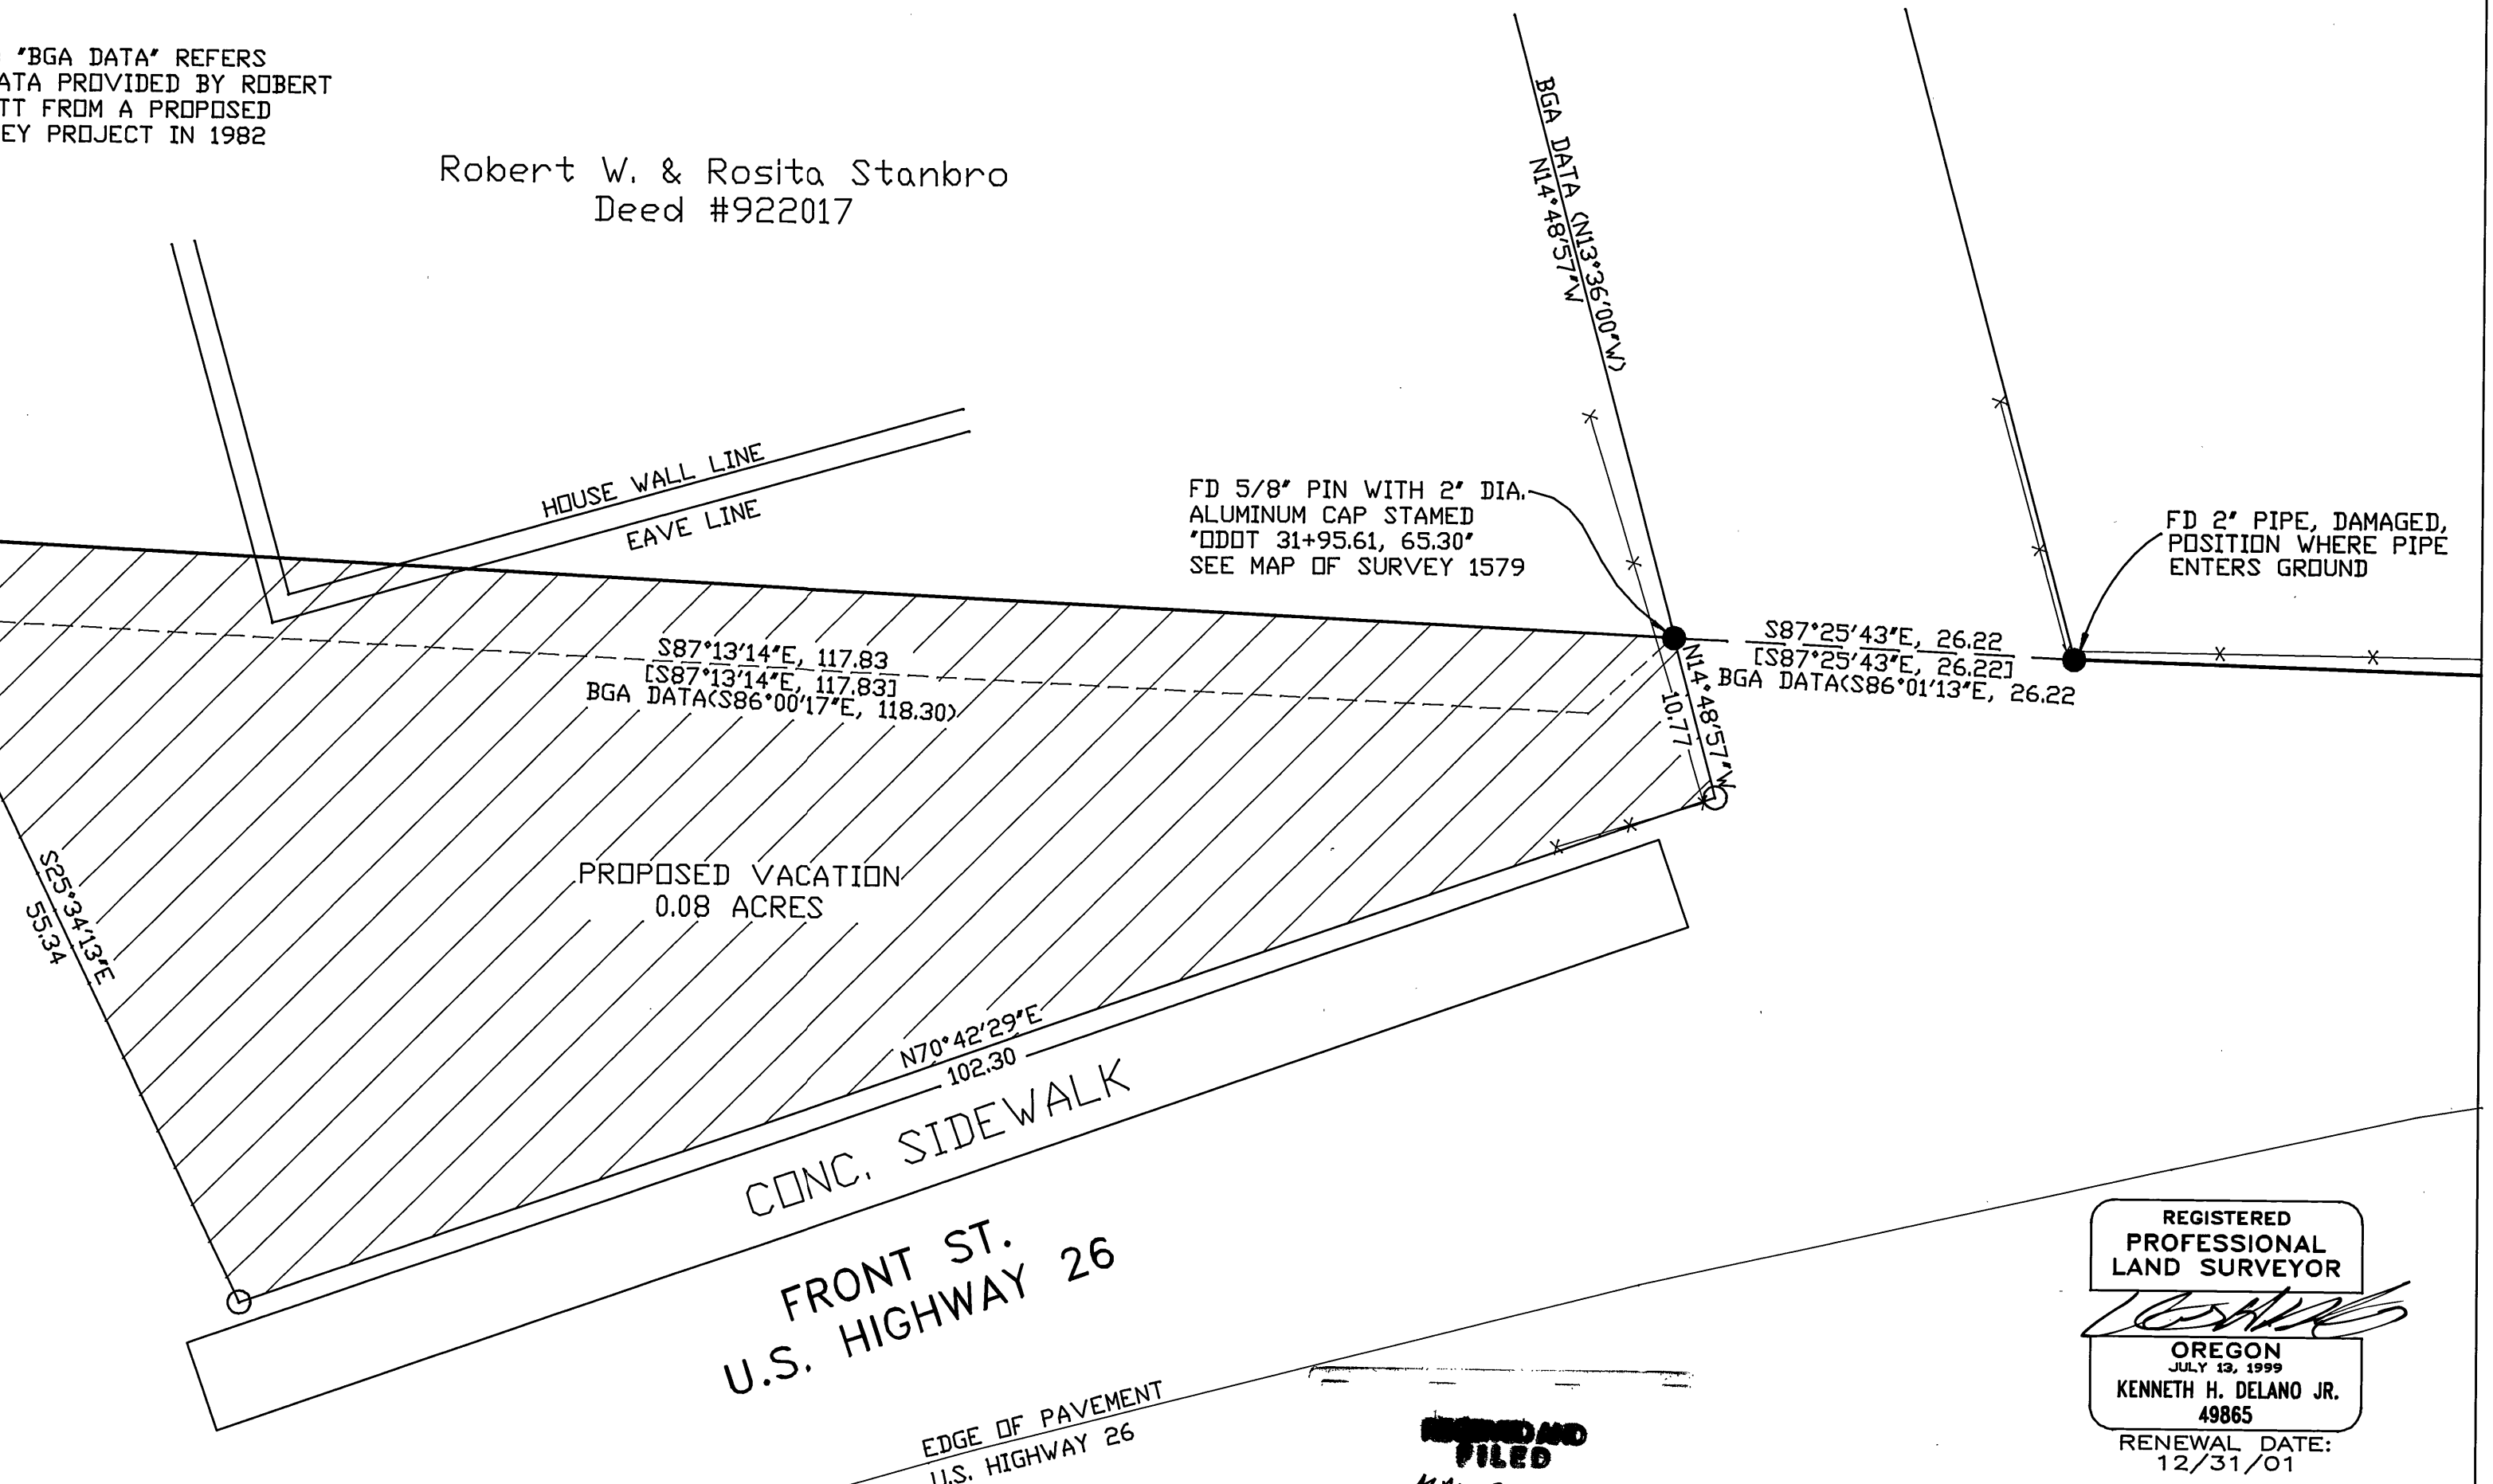 "BGA DATA" REFERS
ATA PROVIDED BY ROBERT
TT FROM A PROPOSED
EY PROJECT IN 1982
Robert W. & Rosita Stanbro
Deed #922017
BGA DATA (N13°36'00"W)
N14°48'57"W
HOUSE WALL LINE
EAVE LINE
FD 5/8" PIN WITH 2" DIA.
ALUMINUM CAP STAMED
"ODOT 31+95.61, 65.30"
SEE MAP OF SURVEY 1579
FD 2" PIPE, DAMAGED,
POSITION WHERE PIPE
ENTERS GROUND
S87°13'14"E, 117.83
[S87°13'14"E, 117.83]
BGA DATA(S86°00'17"E, 118.30)
S87°25'43"E, 26.22
[S87°25'43"E, 26.22]
BGA DATA(S86°01'13"E, 26.22
N14°48'57"W
10.77
S25°34'13"E
55.34
PROPOSED VACATION
0.08 ACRES
N70°42'29"E
102.30
CONC. SIDEWALK
FRONT ST.
U.S. HIGHWAY 26
EDGE OF PAVEMENT
U.S. HIGHWAY 26
FILED
REGISTERED
PROFESSIONAL
LAND SURVEYOR
OREGON
JULY 13, 1999
KENNETH H. DELANO JR.
49865
RENEWAL DATE:
12/31/01